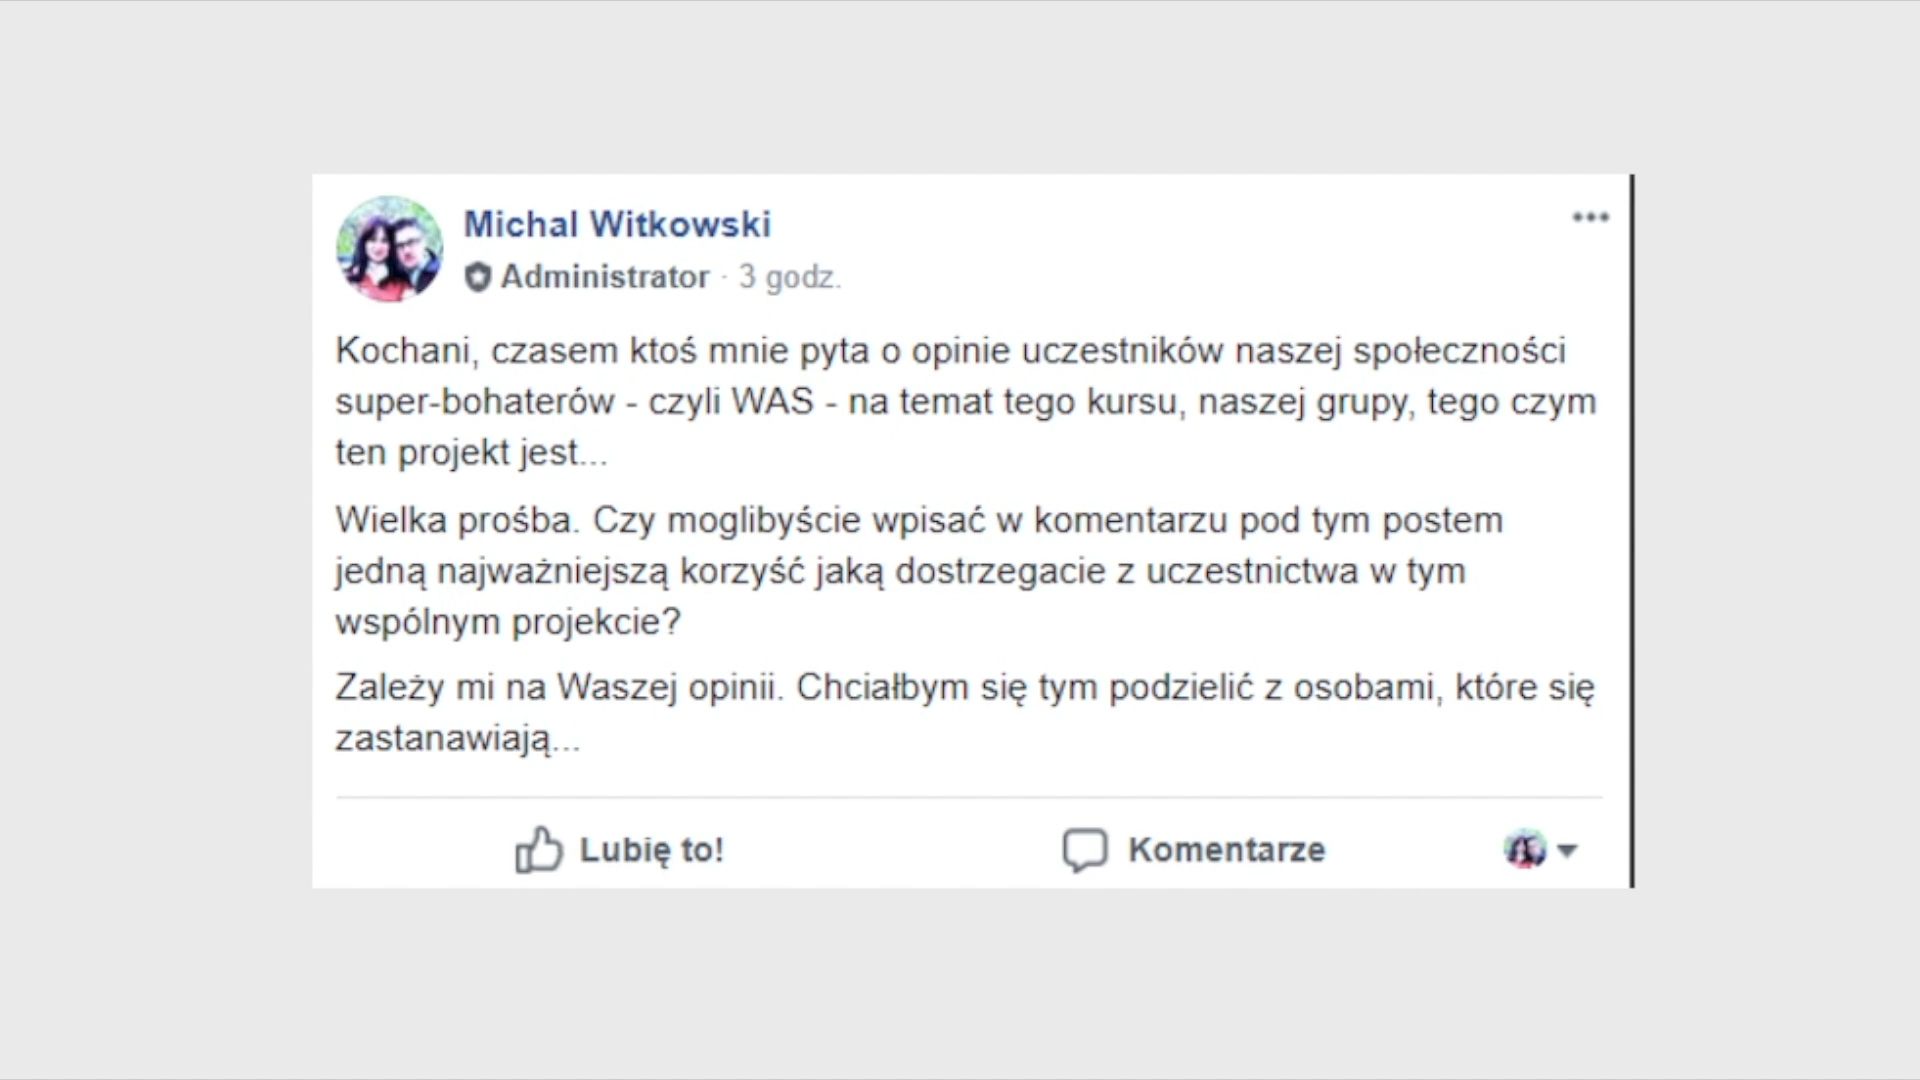 Michal Witkowski
Administrator · 3 godz.
Kochani, czasem ktoś mnie pyta o opinie uczestników naszej społeczności
super-bohaterów - czyli WAS - na temat tego kursu, naszej grupy, tego czym
ten projekt jest...
Wielka prośba. Czy moglibyście wpisać w komentarzu pod tym postem
jedną najważniejszą korzyść jaką dostrzegacie z uczestnictwa w tym
wspólnym projekcie?
Zależy mi na Waszej opinii. Chciałbym się tym podzielić z osobami, które się
zastanawiają...
Lubię to!
Komentarze